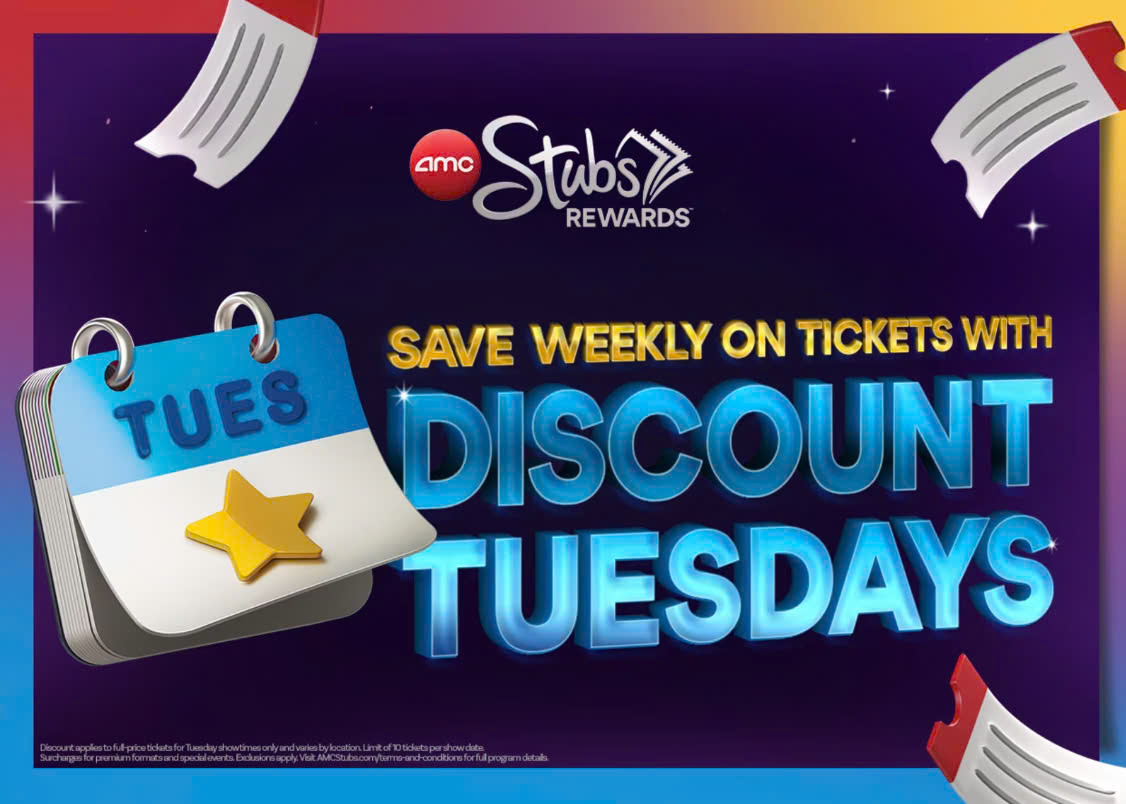 amc Stubs
REWARDS™
TUES
SAVE WEEKLY ON TICKETS WITH
DISCOUNT
TUESDAYS
Discount applies to full-price tickets for Tuesday showtimes only and varies by location. Limit of 10 tickets per show date.
Surcharges for premium formats and special events. Exclusions apply. Visit AMCStubs.com/terms-and-conditions for full program details.